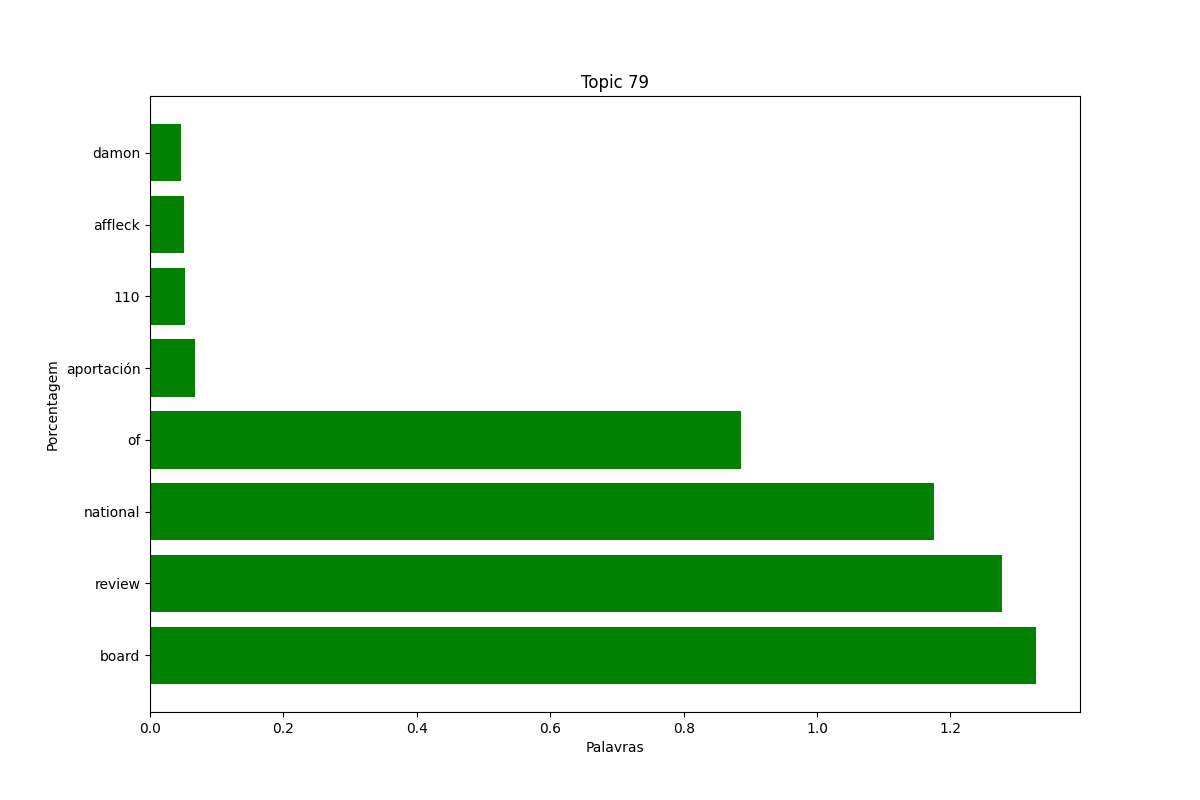 Topic 79
damon
affleck
110
aportación
of
national
review
board
Porcentagem
0.0 0.2 0.4 0.6 0.8 1.0 1.2
Palavras